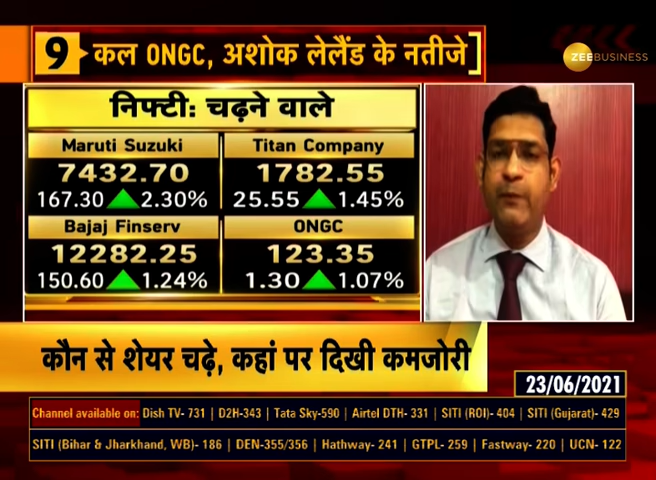 9 कल ONGC, अशोक लेलैंड के नतीजे
ZEEBUSINESS
निफ्टी: चढ़ने वाले
Maruti Suzuki
7432.70
167.30 2.30%
Titan Company
1782.55
25.55 1.45%
Bajaj Finserv
12282.25
150.60 1.24%
ONGC
123.35
1.30 1.07%
कौन से शेयर चढ़े, कहां पर दिखी कमजोरी
23/06/2021
Channel available on: Dish TV- 731 | D2H-343 | Tata Sky-590 | Airtel DTH- 331 | SITI (ROI)- 404 | SITI (Gujarat)- 429
SITI (Bihar & Jharkhand, WB)- 186 | DEN-355/356 | Hathway- 241 | GTPL- 259 | Fastway- 220 | UCN- 122